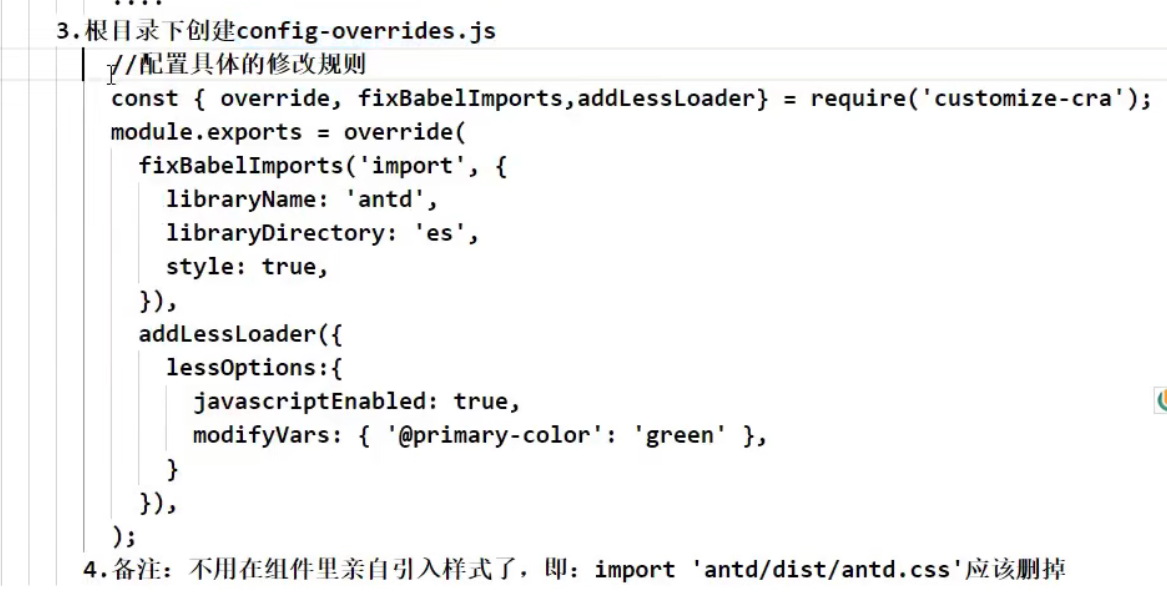 ....
3.根目录下创建config-overrides.js
//配置具体的修改规则
const { override, fixBabelImports,addLessLoader} = require('customize-cra');
module.exports = override(
fixBabelImports('import', {
libraryName: 'antd',
libraryDirectory: 'es',
style: true,
}),
addLessLoader({
lessOptions:{
javascriptEnabled: true,
modifyVars: { '@primary-color': 'green' },
}
}),
);
4.备注：不用在组件里亲自引入样式了，即：import 'antd/dist/antd.css'应该删掉